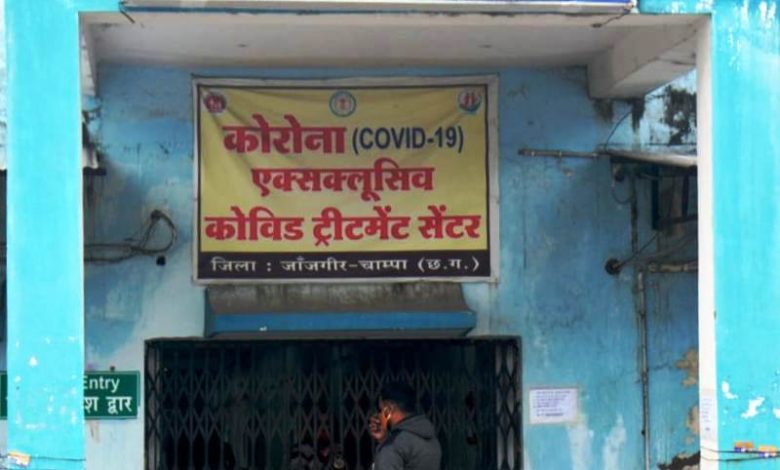 कोरोना (COVID-19)
एक्सक्लूसिव
कोविड ट्रीटमेंट सेंटर
जिला : जाँजगीर-चाम्पा (छ.ग.)
Entry
द्वार